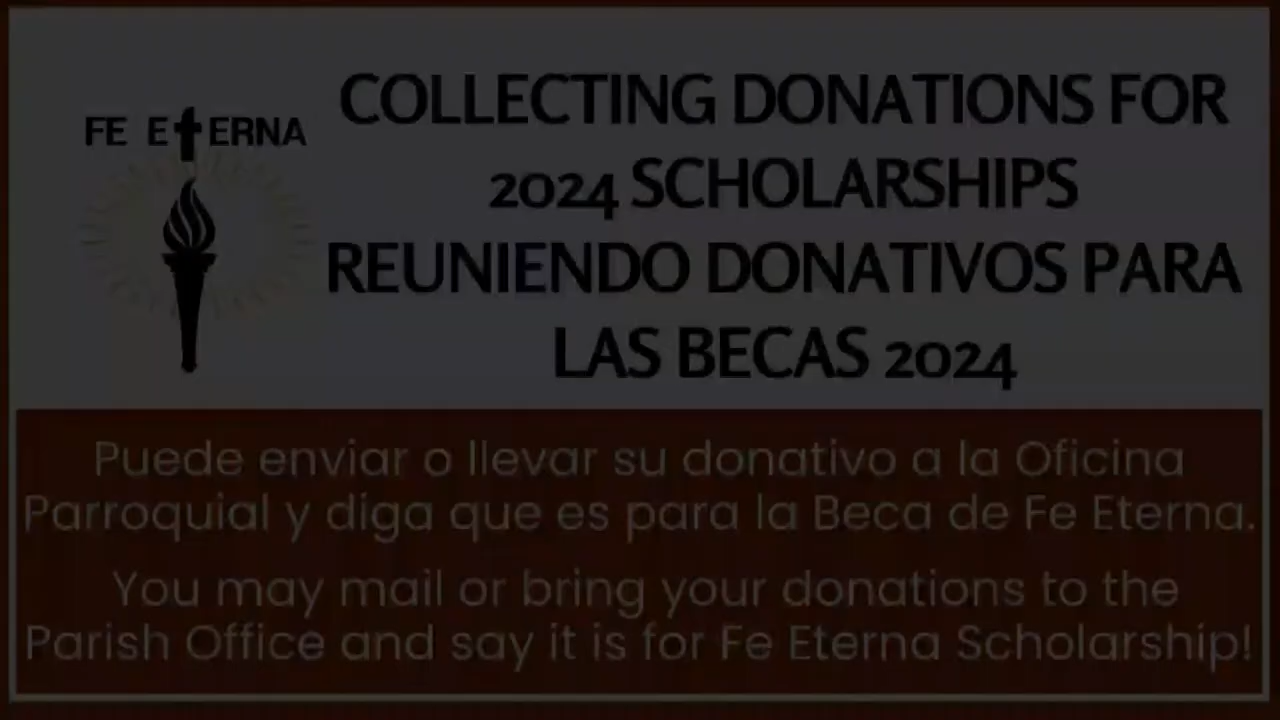 FE E✝ERNA
COLLECTING DONATIONS FOR
2024 SCHOLARSHIPS
REUNIENDO DONATIVOS PARA
LAS BECAS 2024
Puede enviar o llevar su donativo a la Oficina
Parroquial y diga que es para la Beca de Fe Eterna.
You may mail or bring your donations to the
Parish Office and say it is for Fe Eterna Scholarship!